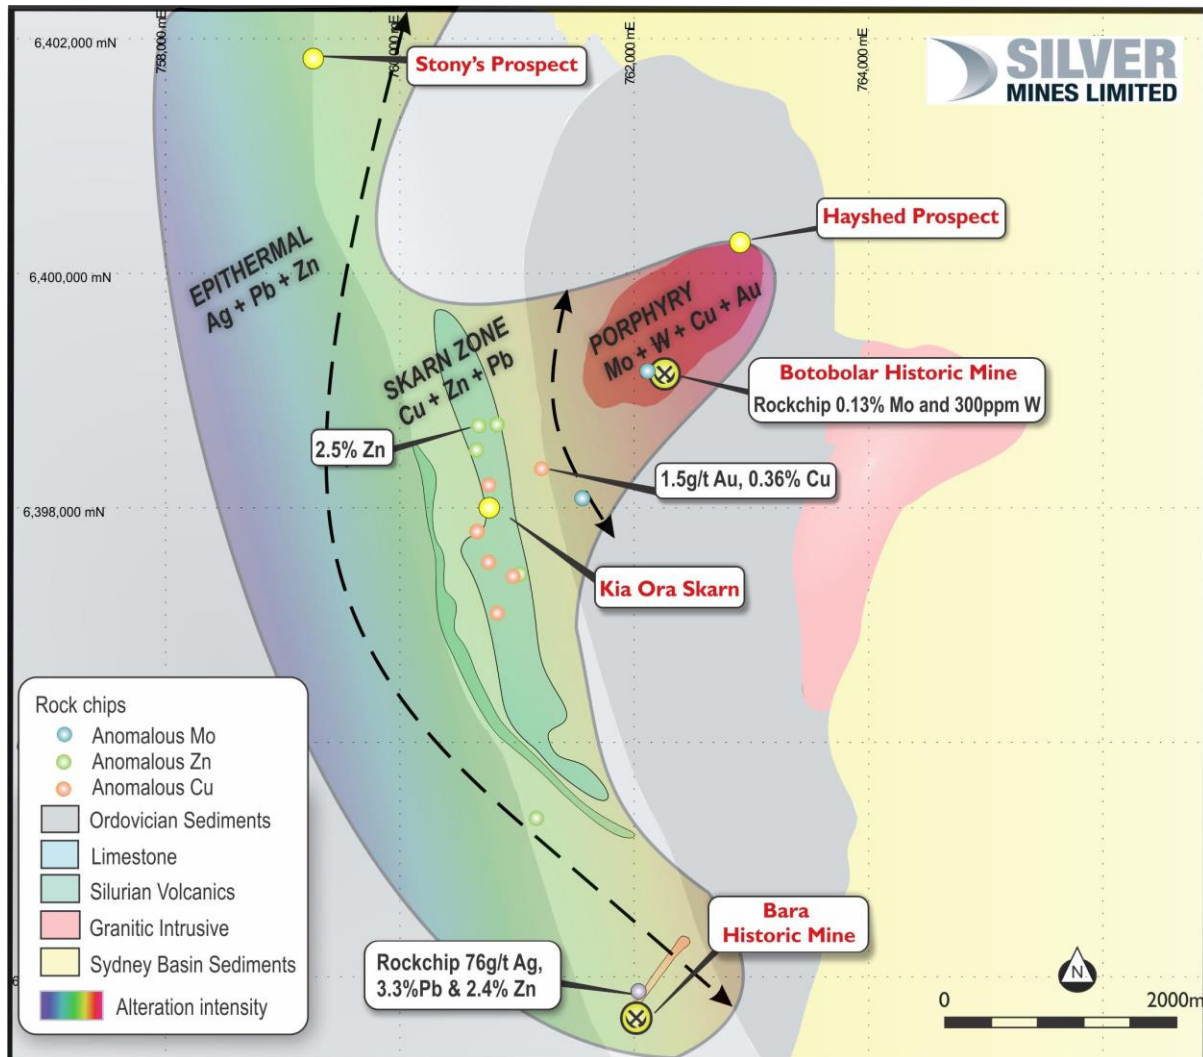 758,000 mE
760,000 mE
762,000 mE
764,000 mE
6,402,000 mN
Stony's Prospect
SILVER
MINES LIMITED
Hayshed Prospect
EPITHERMAL
Ag + Pb + Zn
6,400,000 mN
PORPHYRY
Mo + W + Cu + Au
SKARN ZONE
Cu + Zn + Pb
Botobolar Historic Mine
Rockchip 0.13% Mo and 300ppm W
2.5% Zn
1.5g/t Au, 0.36% Cu
6,398,000 mN
Kia Ora Skarn
Rock chips
Anomalous Mo
Anomalous Zn
Anomalous Cu
Ordovician Sediments
Limestone
Silurian Volcanics
Granitic Intrusive
Sydney Basin Sediments
Alteration intensity
Bara
Historic Mine
Rockchip 76g/t Ag,
3.3%Pb & 2.4% Zn
N
0 2000m